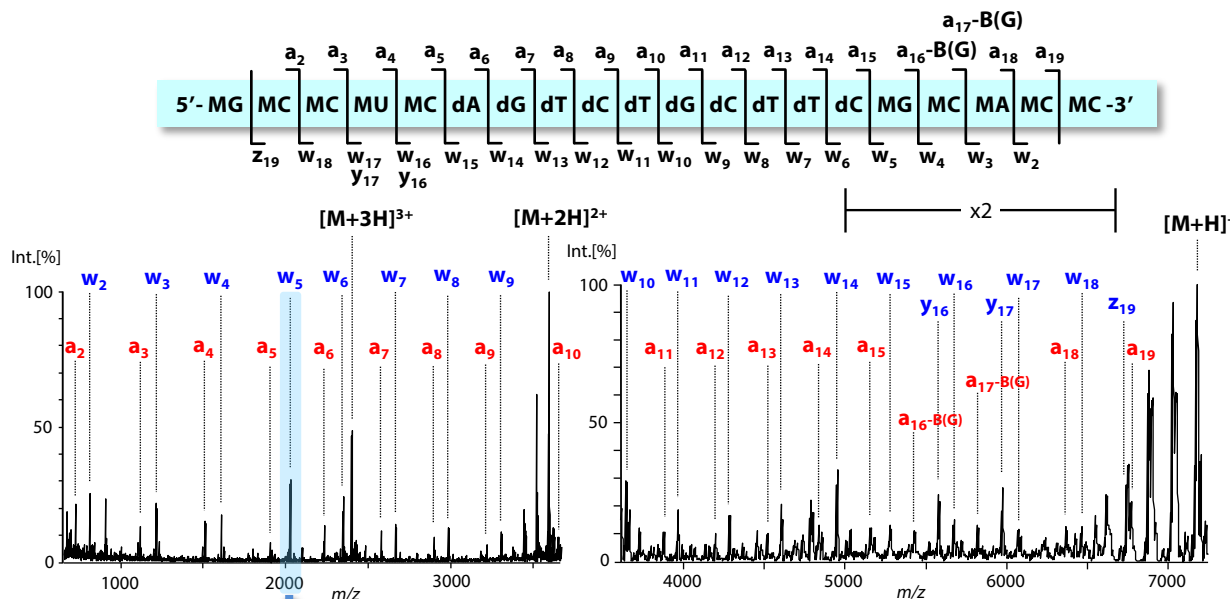 a17-B(G)
a2 a3 a4 a5 a6 a7 a8 a9 a10 a11 a12 a13 a14 a15 a16-B(G) a18 a19
5′- MG MC MC MU MC dA dG dT dC dT dG dC dT dT dC MG MC MA MC MC -3′
z19 w18 w17 w16 w15 w14 w13 w12 w11 w10 w9 w8 w7 w6 w5 w4 w3 w2
y17 y16
x2
[M+3H]3+ [M+2H]2+ [M+H]+
Int.[%]
w2 w3 w4 w5 w6 w7 w8 w9
100
a2 a3 a4 a5 a6 a7 a8 a9 a10
50
0
1000 2000 3000
m/z
Int.[%]
w10 w11 w12 w13 w14 w15 w16 w17 w18
y16 y17 z19
100
a11 a12 a13 a14 a15 a18 a19
a17-B(G)
a16-B(G)
50
0
4000 5000 6000 7000
m/z